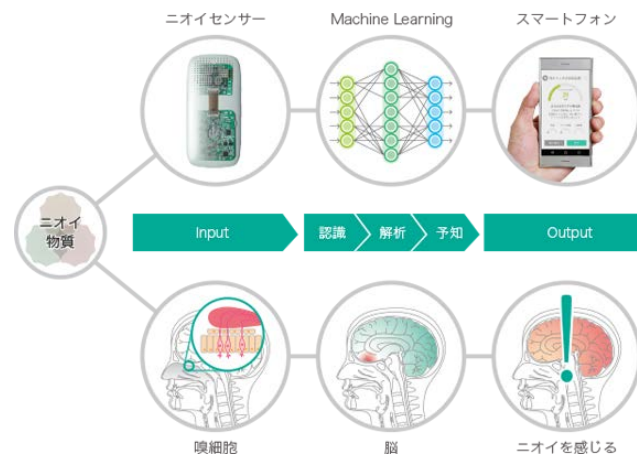 ニオイセンサー
Machine Learning
スマートフォン
ニオイ
物質
Input
認識
解析
予知
Output
嗅細胞
脳
ニオイを感じる